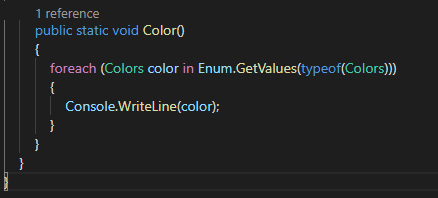 1 reference
public static void Color()
{
foreach (Colors color in Enum.GetValues(typeof(Colors)))
{
Console.WriteLine(color);
}
}
}
}